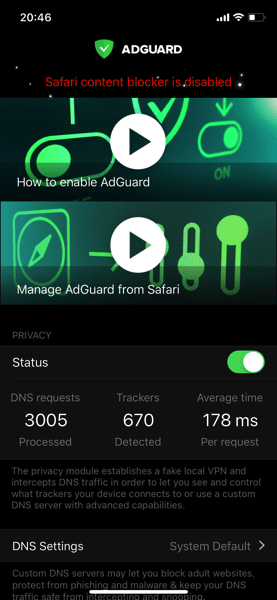 20:46
ADGUARD
Safari content blocker is disabled
ON
How to enable AdGuard
Manage AdGuard from Safari
PRIVACY
Status
DNS requests Trackers Average time
3005 670 178 ms
Processed Detected Per request
The privacy module establishes a fake local VPN and
intercepts DNS traffic in order to let you see and control
what trackers your device connects to or use a custom
DNS server with advanced capabilities.
DNS Settings System Default >
Custom DNS servers may let you block adult websites,
protect from phishing and malware & keep your DNS
traffic safe from intercepting and snooping.